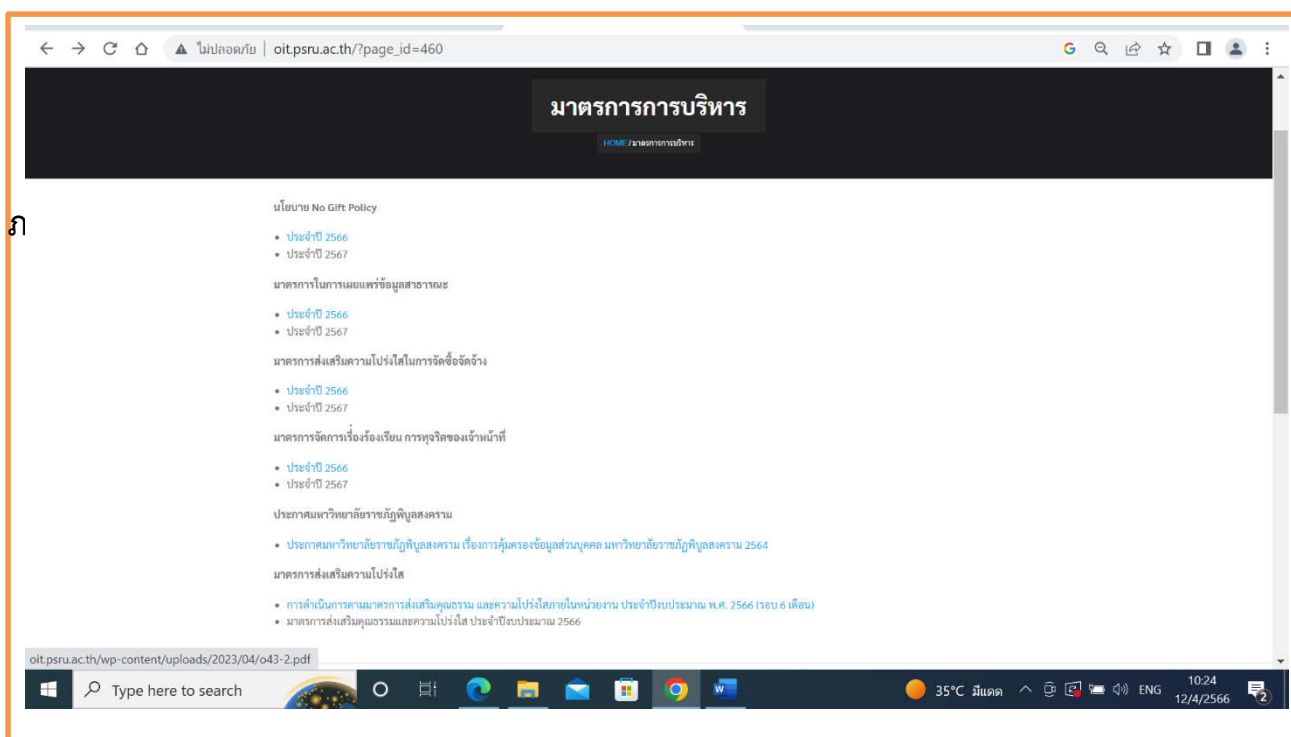 ไม่ปลอดภัย | oit.psru.ac.th/?page_id=460
มาตรการการบริหาร
HOME / มาตรการการบริหาร
ภ
นโยบาย No Gift Policy
• ประจำปี 2566
• ประจำปี 2567
มาตรการในการเผยแพร่ข้อมูลสาธารณะ
• ประจำปี 2566
• ประจำปี 2567
มาตรการส่งเสริมความโปร่งใสในการจัดซื้อจัดจ้าง
• ประจำปี 2566
• ประจำปี 2567
มาตรการจัดการเรื่องร้องเรียน การทุจริตของเจ้าหน้าที่
• ประจำปี 2566
• ประจำปี 2567
ประกาศมหาวิทยาลัยราชภัฏพิบูลสงคราม
• ประกาศมหาวิทยาลัยราชภัฏพิบูลสงคราม เรื่องการคุ้มครองข้อมูลส่วนบุคคล มหาวิทยาลัยราชภัฏพิบูลสงคราม 2564
มาตรการส่งเสริมความโปร่งใส
• การดำเนินการตามมาตรการส่งเสริมคุณธรรม และความโปร่งใสภายในหน่วยงาน ประจำปีงบประมาณ พ.ศ. 2566 (รอบ 6 เดือน)
• มาตรการส่งเสริมคุณธรรมและความโปร่งใส ประจำปีงบประมาณ 2566
oit.psru.ac.th/wp-content/uploads/2023/04/o43-2.pdf
Type here to search
35°C มีแดด
ENG
10:24
12/4/2566
2